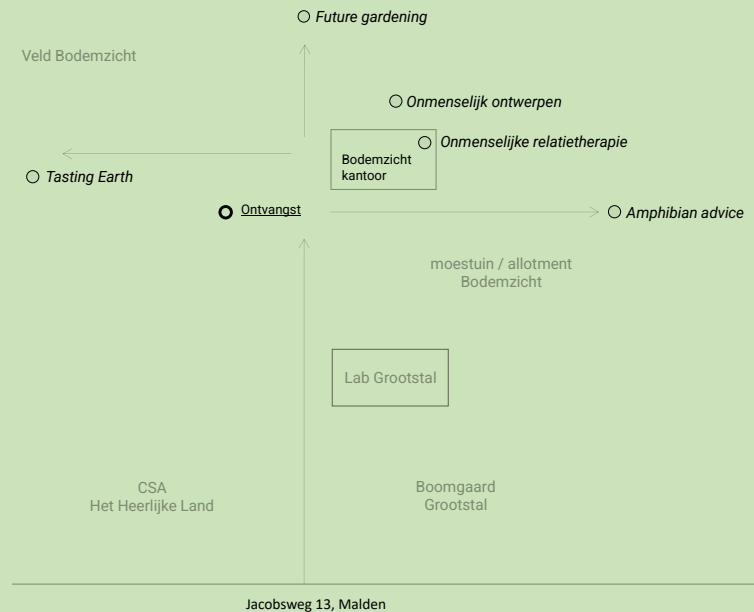 Future gardening
Veld Bodemzicht
Onmenselijk ontwerpen
Onmenselijke relatietherapie
Bodemzicht
kantoor
Tasting Earth
Ontvangst
Amphibian advice
moestuin / allotment
Bodemzicht
Lab Grootstal
CSA
Het Heerlijke Land
Boomgaard
Grootstal
Jacobsweg 13, Malden